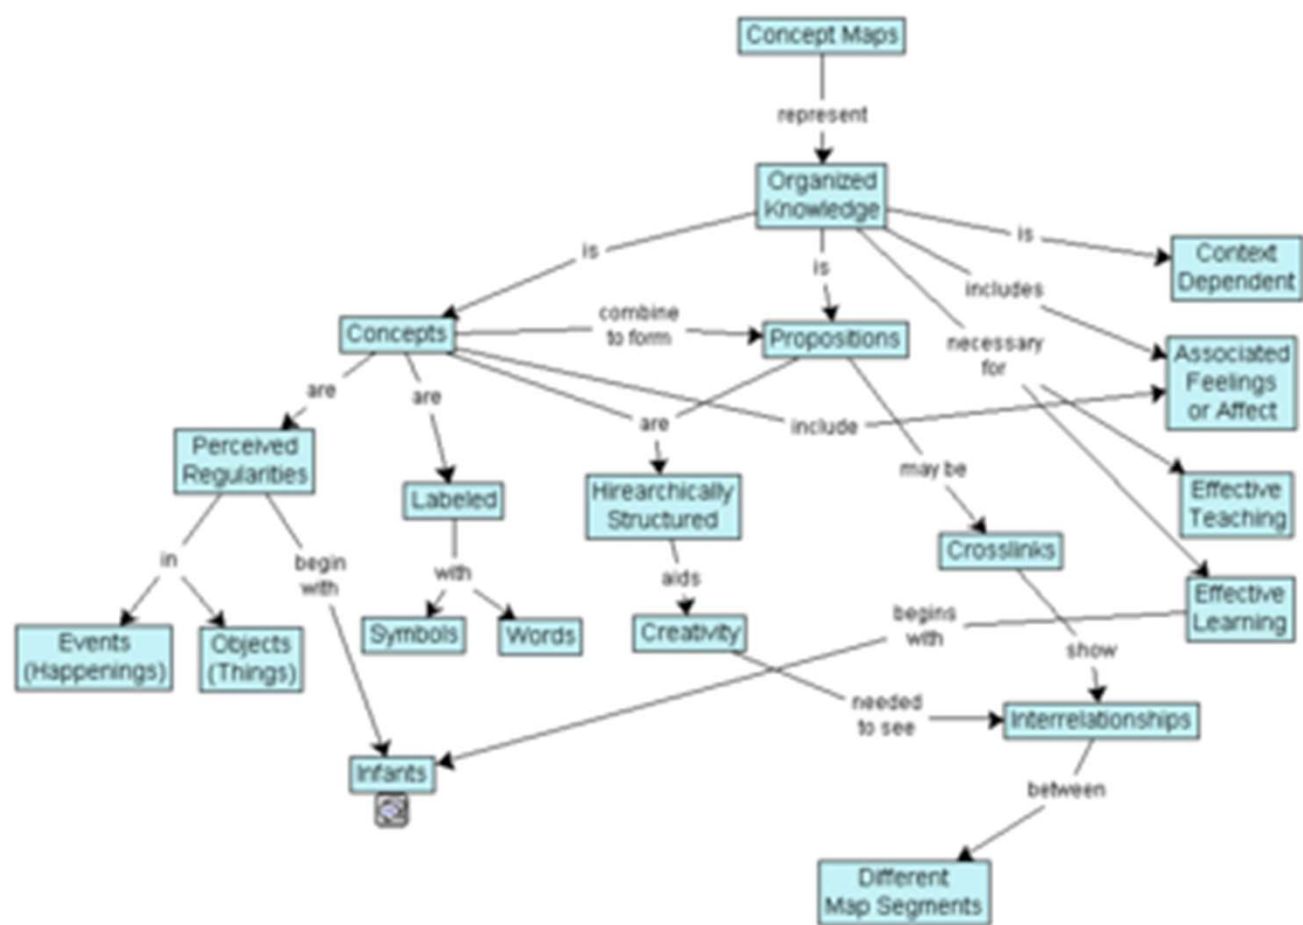 Concept Maps
represent
Organized
Knowledge
is
is
is
includes
necessary
for
Context
Dependent
Concepts
combine
to form
Propositions
Associated
Feelings
or Affect
are
are
are
include
may be
Perceived
Regularities
Labeled
Hirearchically
Structured
Crosslinks
Effective
Teaching
in
begin
with
with
aids
begins
with
Effective
Learning
Events
(Happenings)
Objects
(Things)
Symbols
Words
Creativity
show
needed
to see
Interrelationships
Infants
between
Different
Map Segments